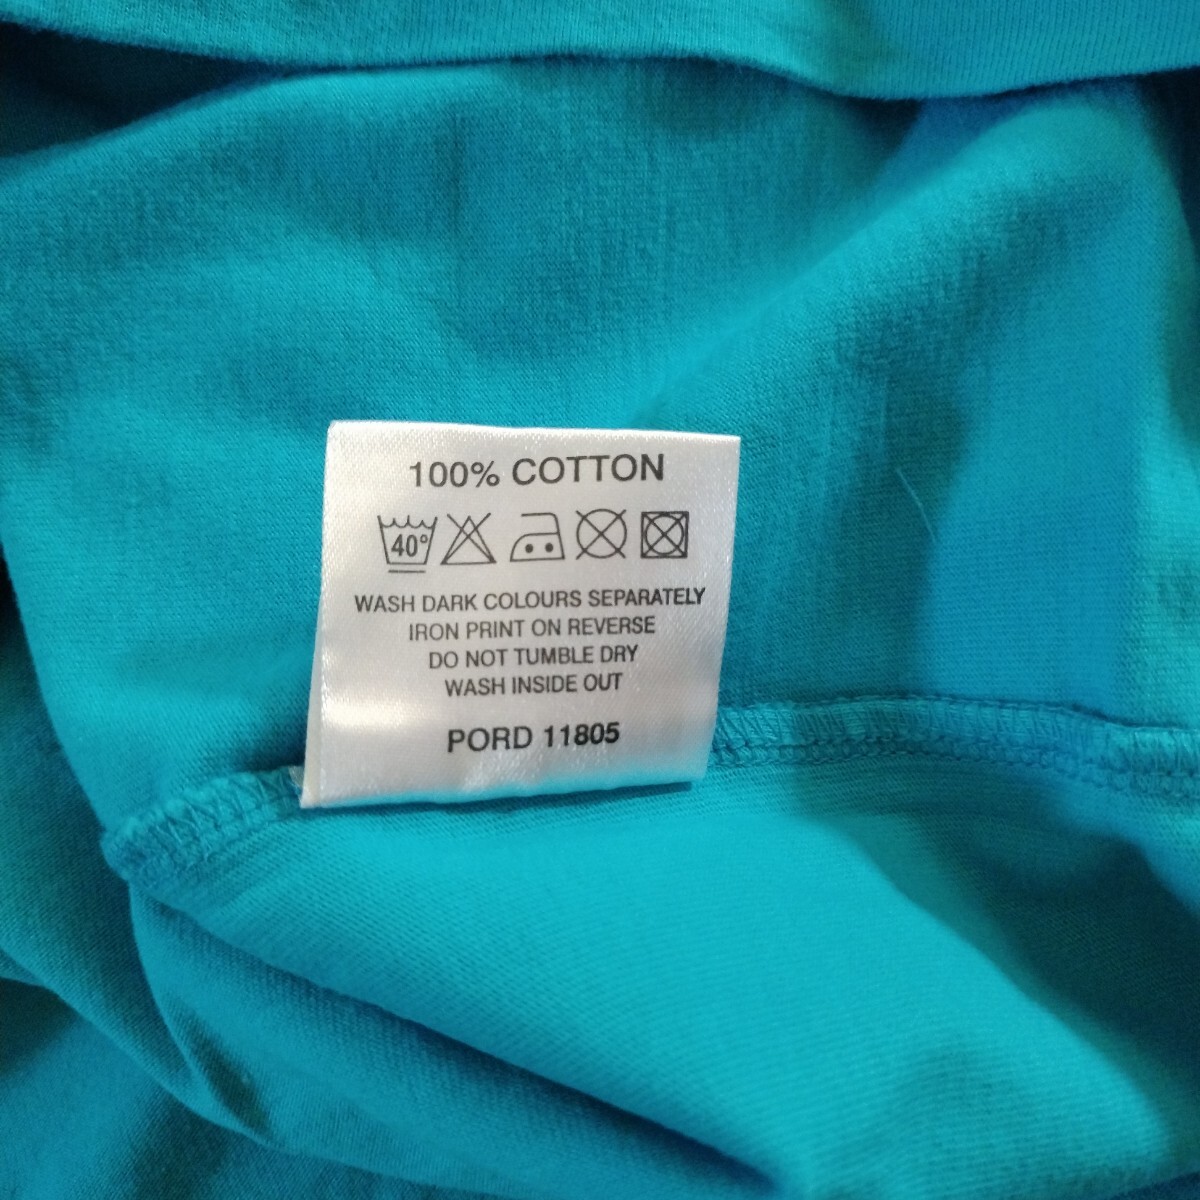 100% COTTON
40°
WASH DARK COLOURS SEPARATELY
IRON PRINT ON REVERSE
DO NOT TUMBLE DRY
WASH INSIDE OUT
PORD 11805